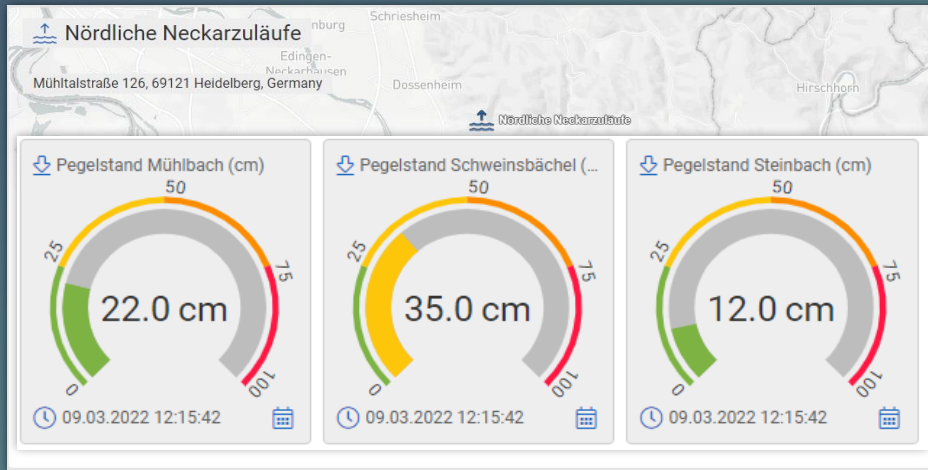 Schriesheim
nburg
Nördliche Neckarzuläufe
Edingen-
Neckarhausen
Mühltalstraße 126, 69121 Heidelberg, Germany
Dossenheim
Hirschhorn
Nördliche Neckarzuläufe
Pegelstand Mühlbach (cm)
0
25
50
75
100
22.0 cm
09.03.2022 12:15:42
Pegelstand Schweinsbächel (...
0
25
50
75
100
35.0 cm
09.03.2022 12:15:42
Pegelstand Steinbach (cm)
0
25
50
75
100
12.0 cm
09.03.2022 12:15:42